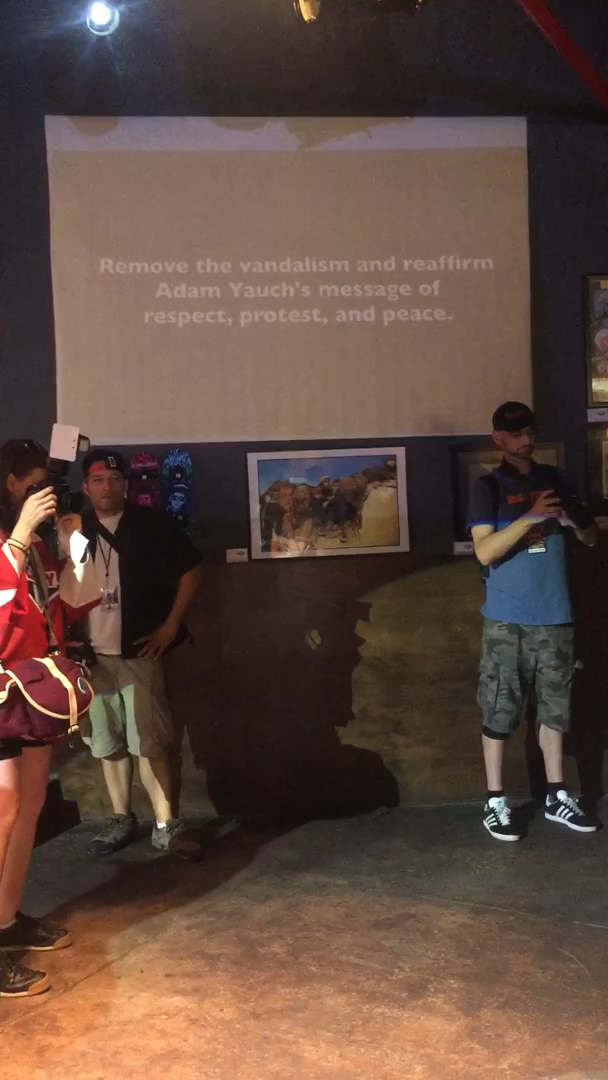 Remove the vandalism and reaffirm
Adam Yauch's message of
respect, protest, and peace.